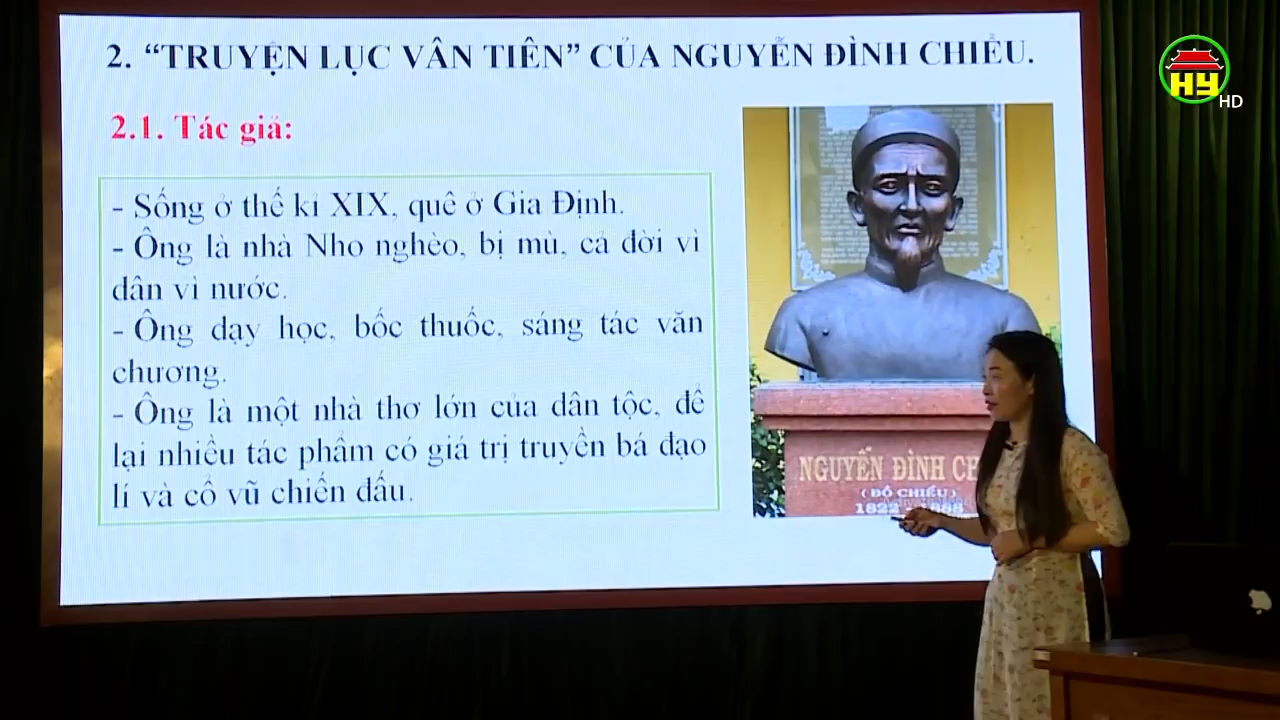 2. “TRUYỆN LỤC VÂN TIÊN” CỦA NGUYỄN ĐÌNH CHIỂU.
2.1. Tác giả:
- Sống ở thế kỉ XIX, quê ở Gia Định.
- Ông là nhà Nho nghèo, bị mù, cả đời vì
dân vì nước.
- Ông dạy học, bốc thuốc, sáng tác văn
chương.
- Ông là một nhà thơ lớn của dân tộc, để
lại nhiều tác phẩm có giá trị truyền bá đạo
lí và cổ vũ chiến đấu.
NGUYỄN ĐÌNH CH
(ĐỒ CHIỂU)
1822 - 1888
HY
HD